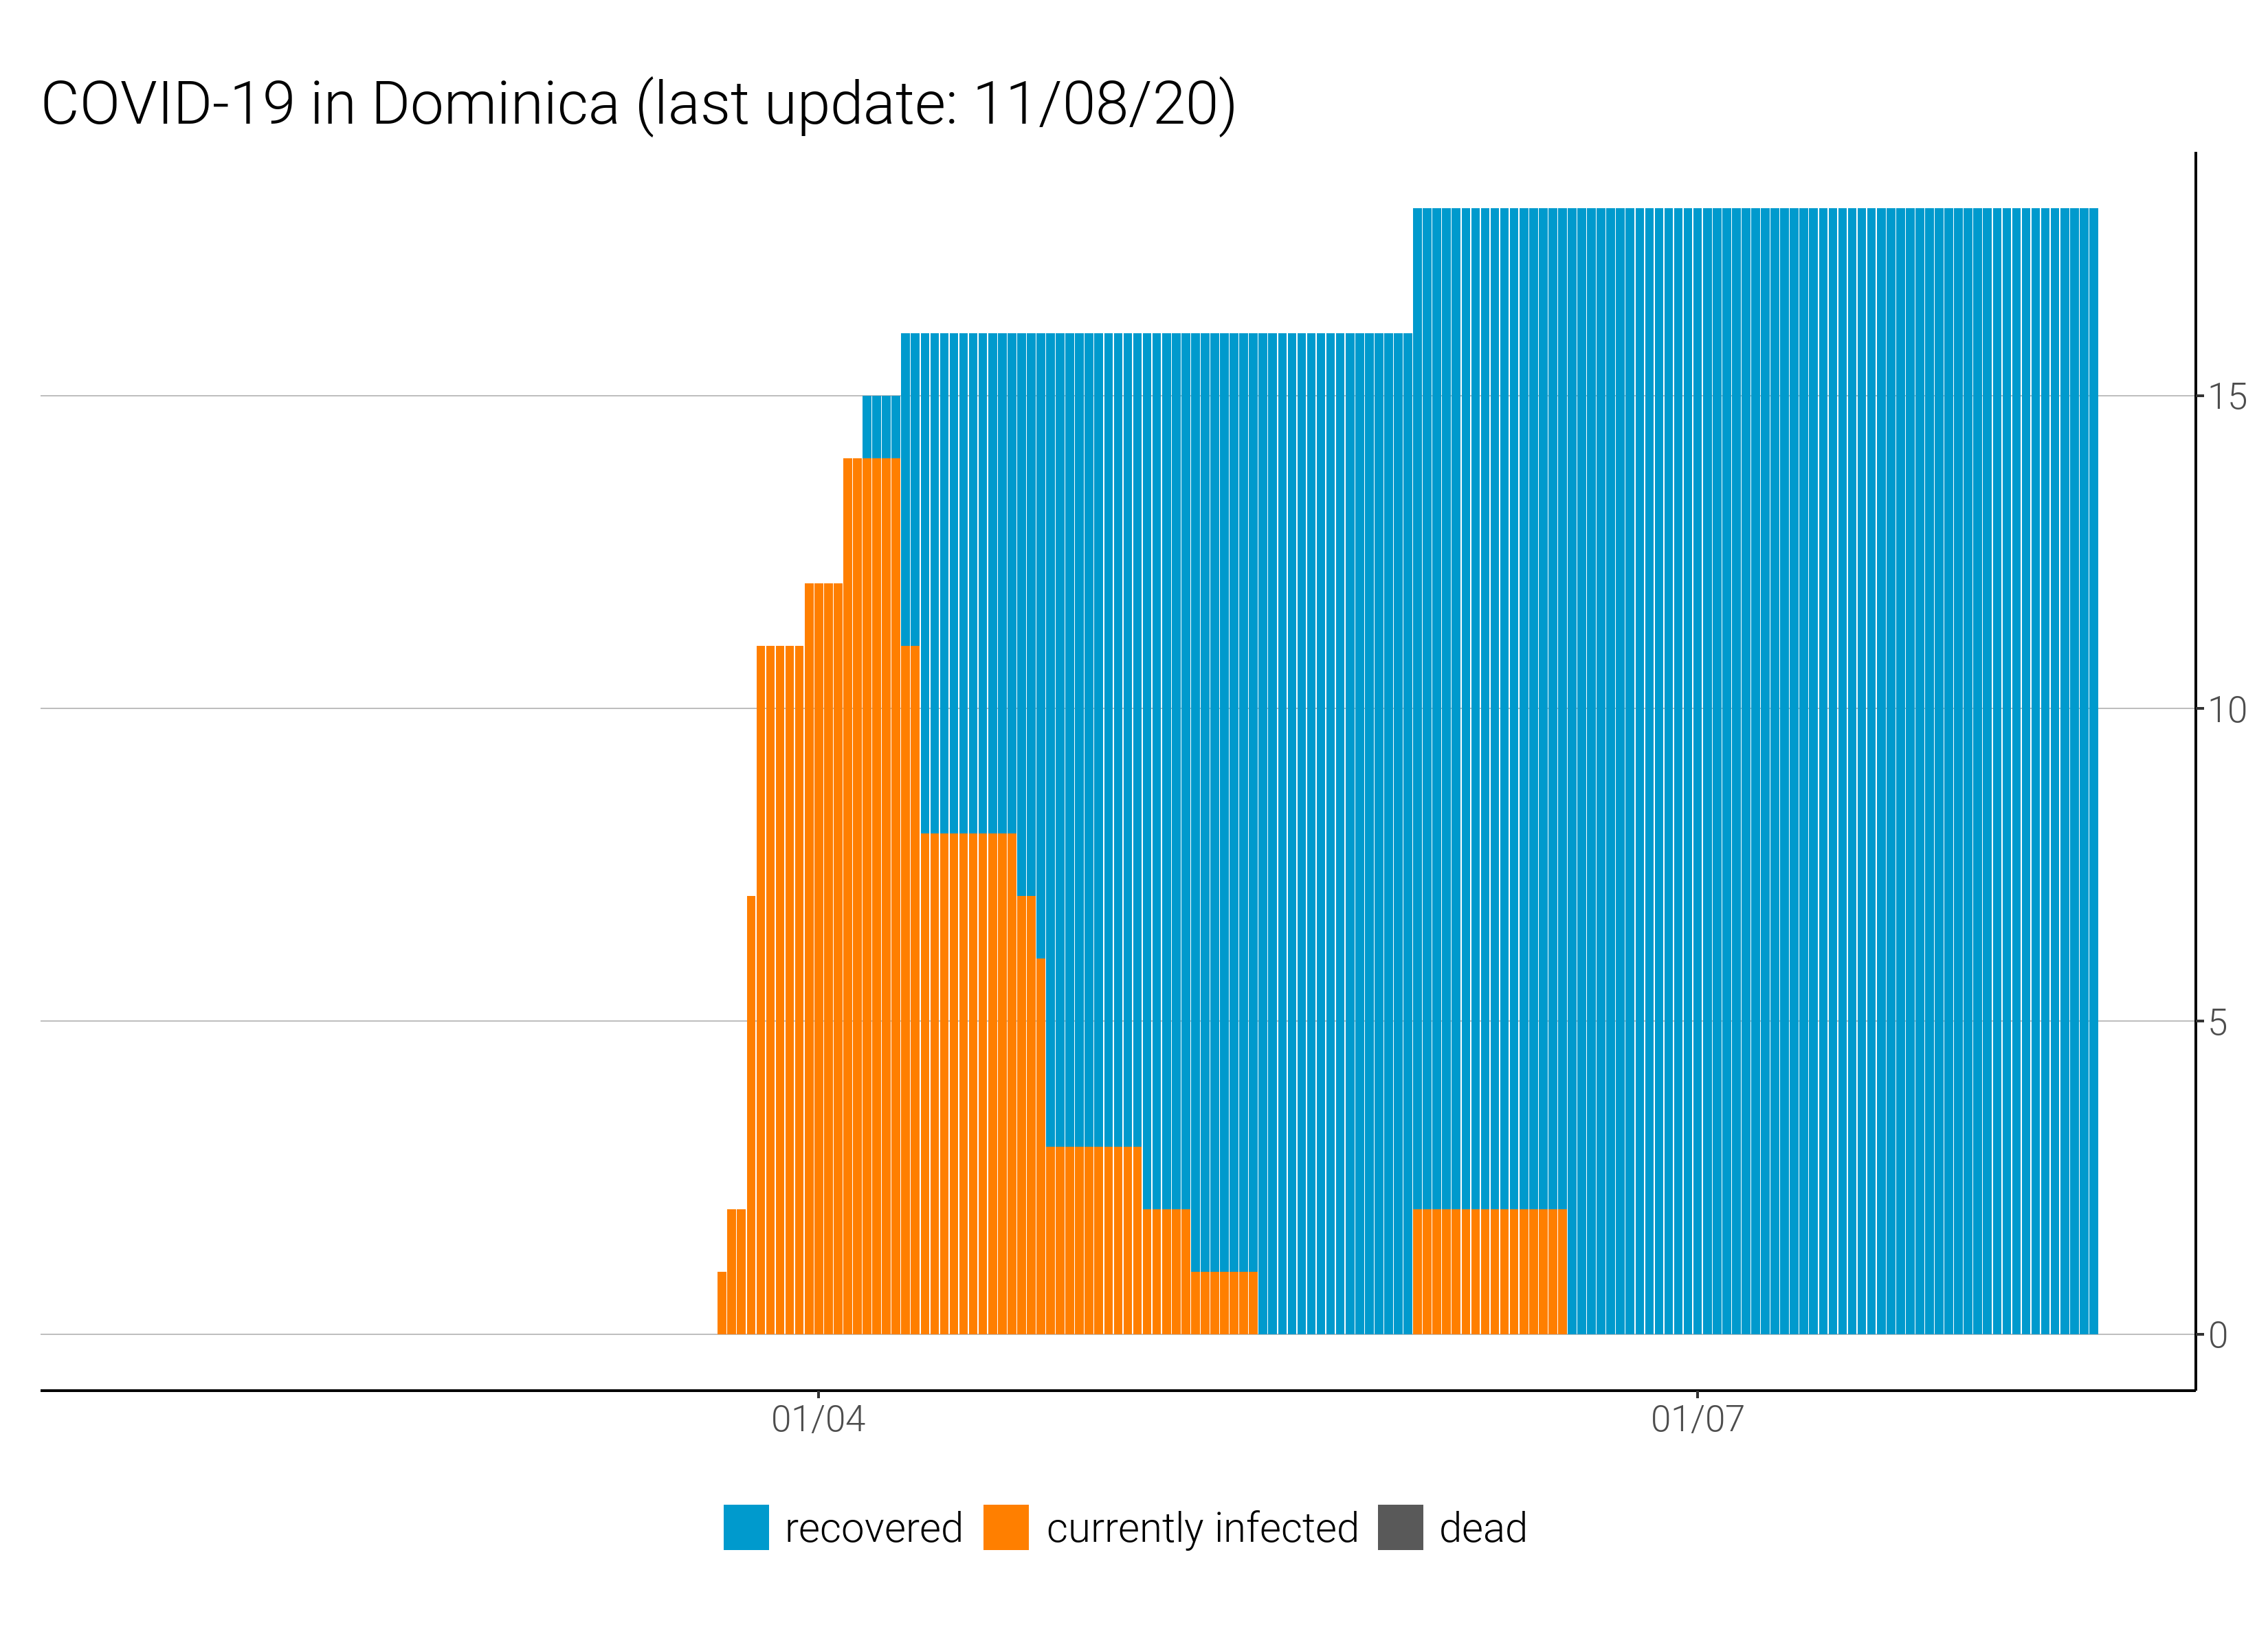 COVID-19 in Dominica (last update: 11/08/20)
15
10
5
0
01/04 01/07
recovered currently infected dead